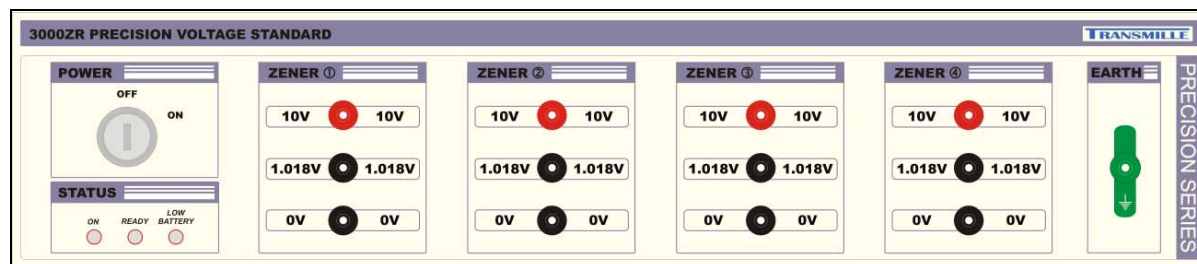 3000ZR PRECISION VOLTAGE STANDARD
TRANSMILLE
POWER
OFF
ON
STATUS
ON READY LOW BATTERY
ZENER ①
10V 10V
1.018V 1.018V
0V 0V
ZENER ②
10V 10V
1.018V 1.018V
0V 0V
ZENER ③
10V 10V
1.018V 1.018V
0V 0V
ZENER ④
10V 10V
1.018V 1.018V
0V 0V
EARTH
PRECISION SERIES